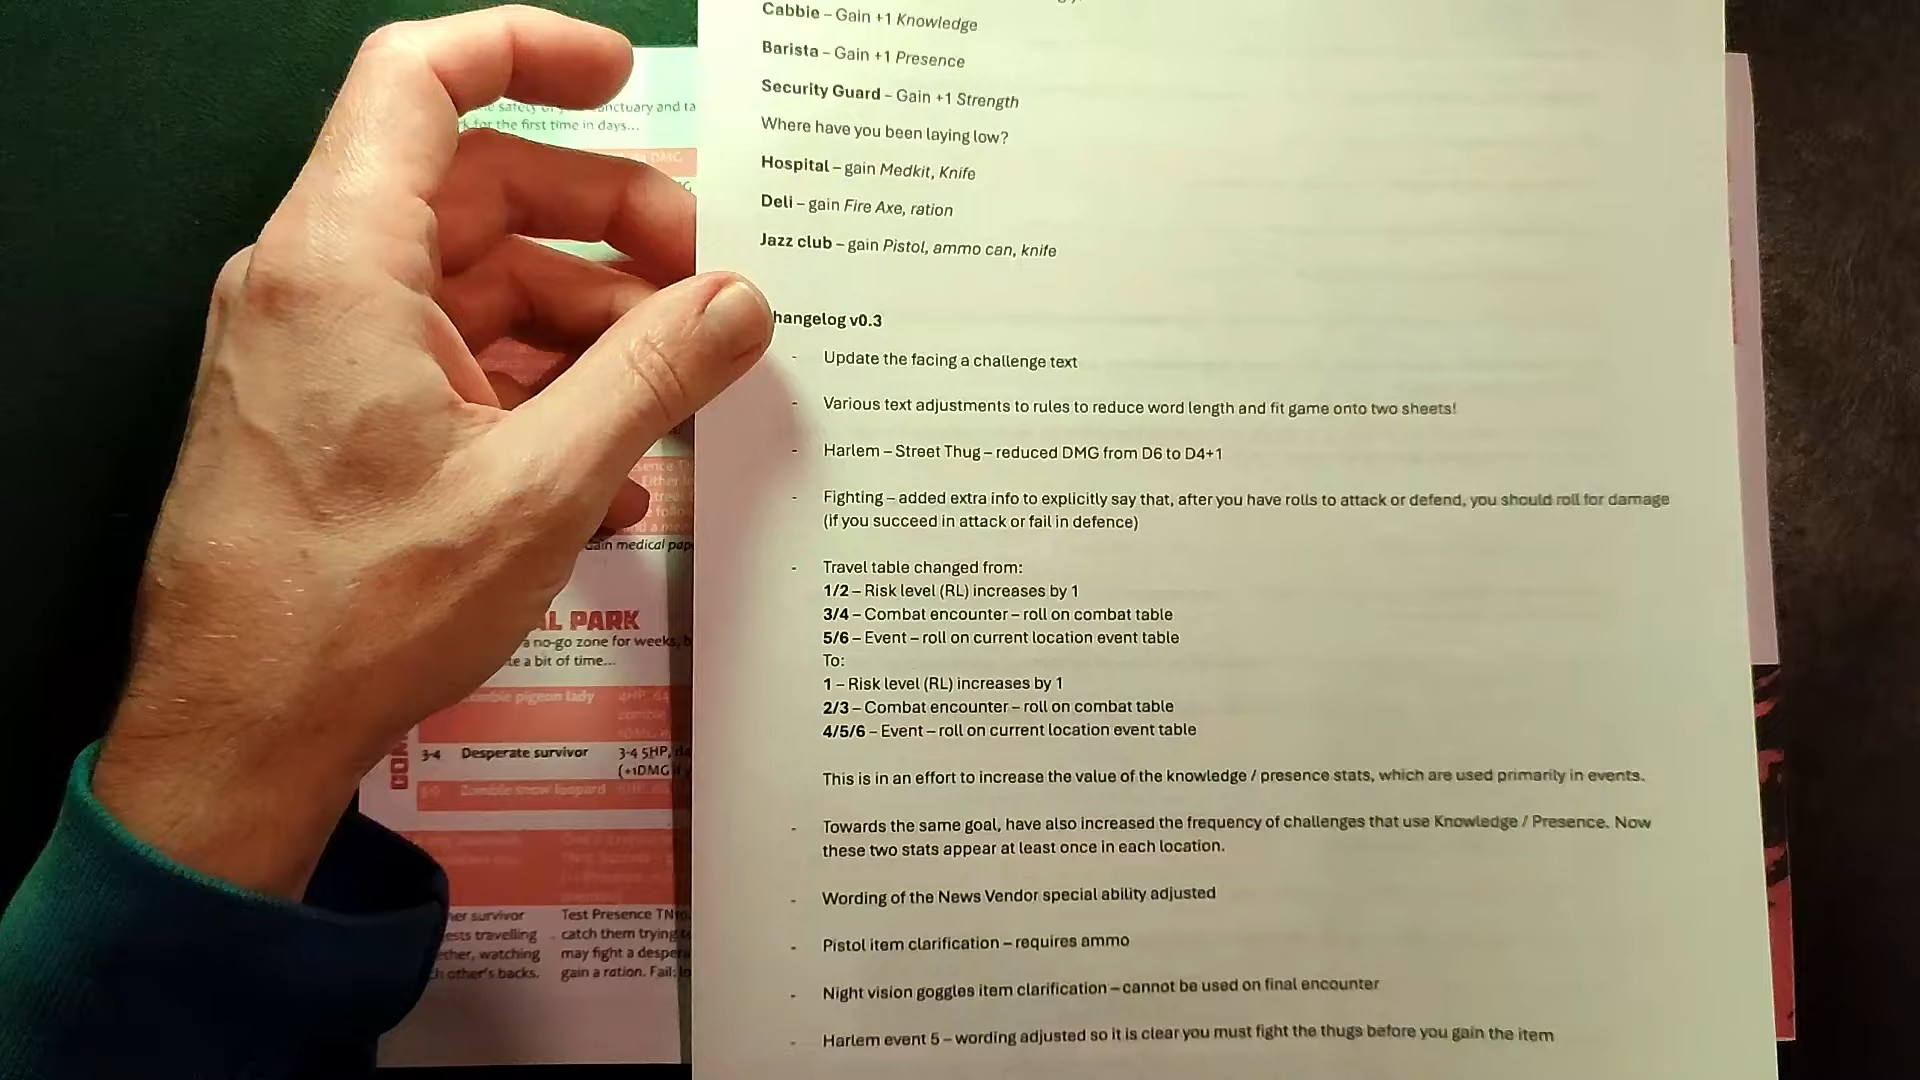 Cabbie – Gain +1 Knowledge
Barista – Gain +1 Presence
Security Guard – Gain +1 Strength
Where have you been laying low?
Hospital – gain Medkit, Knife
Deli – gain Fire Axe, ration
Jazz club – gain Pistol, ammo can, knife
hangelog v0.3
- Update the facing a challenge text
- Various text adjustments to rules to reduce word length and fit game onto two sheets!
- Harlem – Street Thug – reduced DMG from D6 to D4+1
- Fighting – added extra info to explicitly say that, after you have rolls to attack or defend, you should roll for damage
(if you succeed in attack or fail in defence)
- Travel table changed from:
1/2 – Risk level (RL) increases by 1
3/4 – Combat encounter – roll on combat table
5/6 – Event – roll on current location event table
To:
1 – Risk level (RL) increases by 1
2/3 – Combat encounter – roll on combat table
4/5/6 – Event – roll on current location event table
This is in an effort to increase the value of the knowledge / presence stats, which are used primarily in events.
- Towards the same goal, have also increased the frequency of challenges that use Knowledge / Presence. Now
these two stats appear at least once in each location.
- Wording of the News Vendor special ability adjusted
- Pistol item clarification – requires ammo
- Night vision goggles item clarification – cannot be used on final encounter
- Harlem event 5 – wording adjusted so it is clear you must fight the thugs before you gain the item
nctuary and ta
for the first time in days...
DMG
Gain medical pap
AL PARK
a no-go zone for weeks,
te a bit of time...
zombie pigeon lady
3-4 Desperate survivor 3-4 5HP,
(+1DMG
Zombie snow leopard
her survivor Test Presence TN
ests travelling catch them trying
ether, watching may fight a despera
h other's backs. gain a ration. Fail: lo